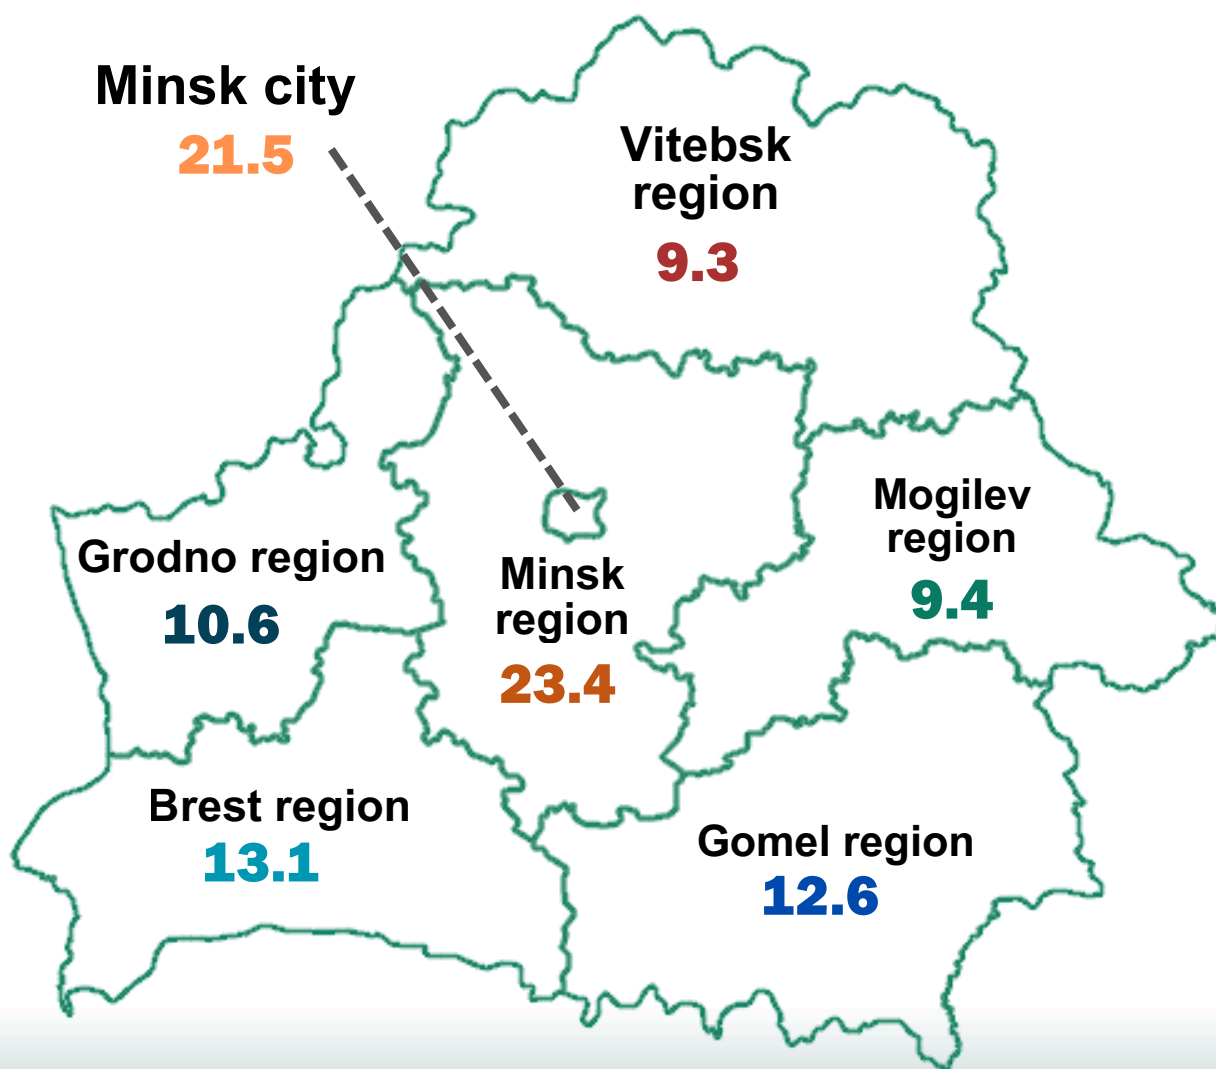 Minsk city
21.5
Vitebsk
region
9.3
Mogilev
region
9.4
Grodno region
10.6
Minsk
region
23.4
Brest region
13.1
Gomel region
12.6